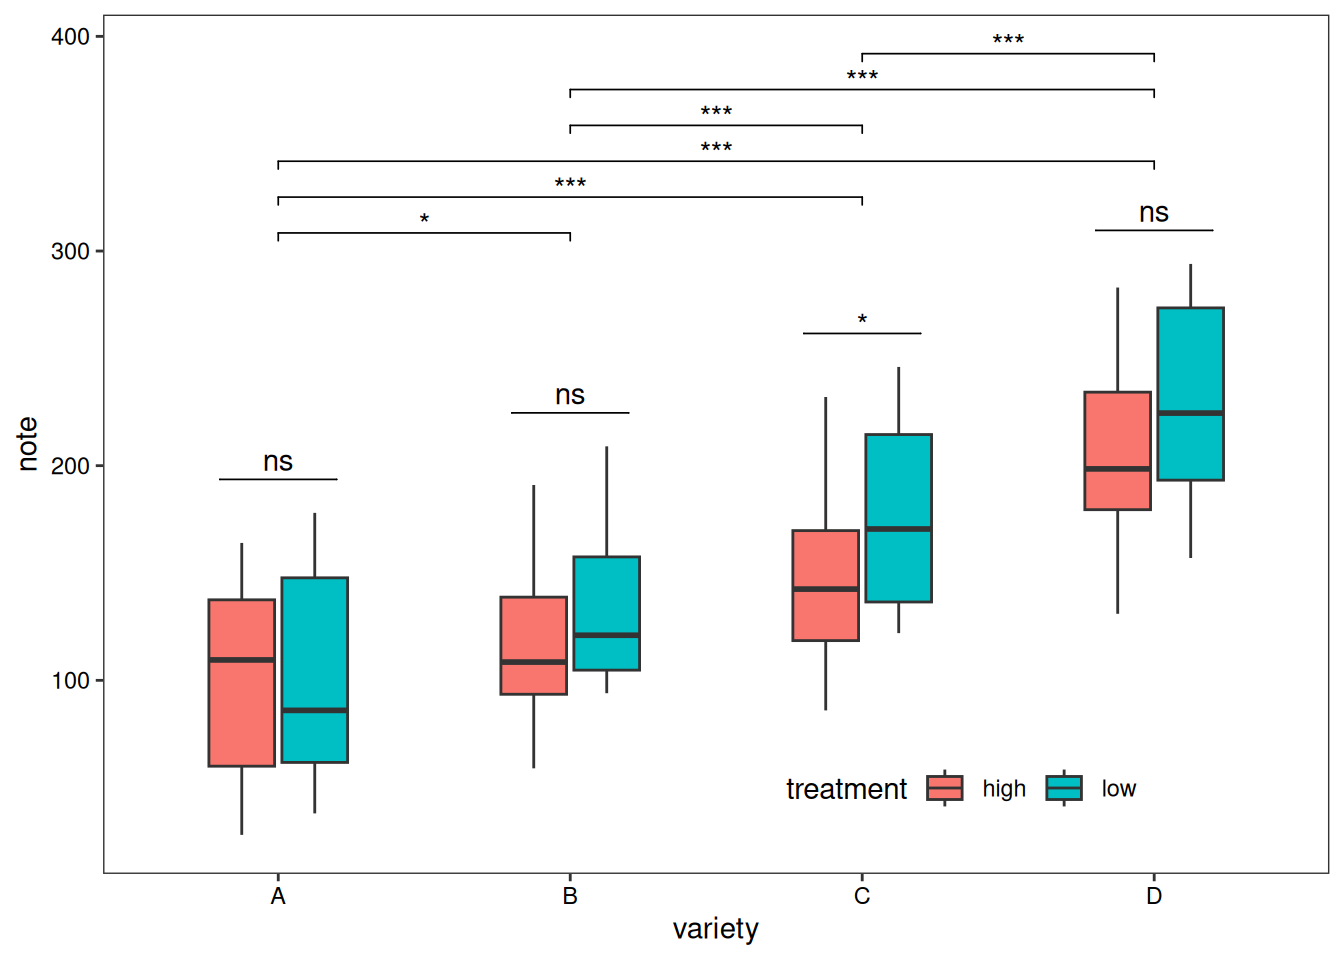 400
***
***
***
***
***
*
ns
300
*
ns
ns
200
note
100
treatment high low
A B C D
variety